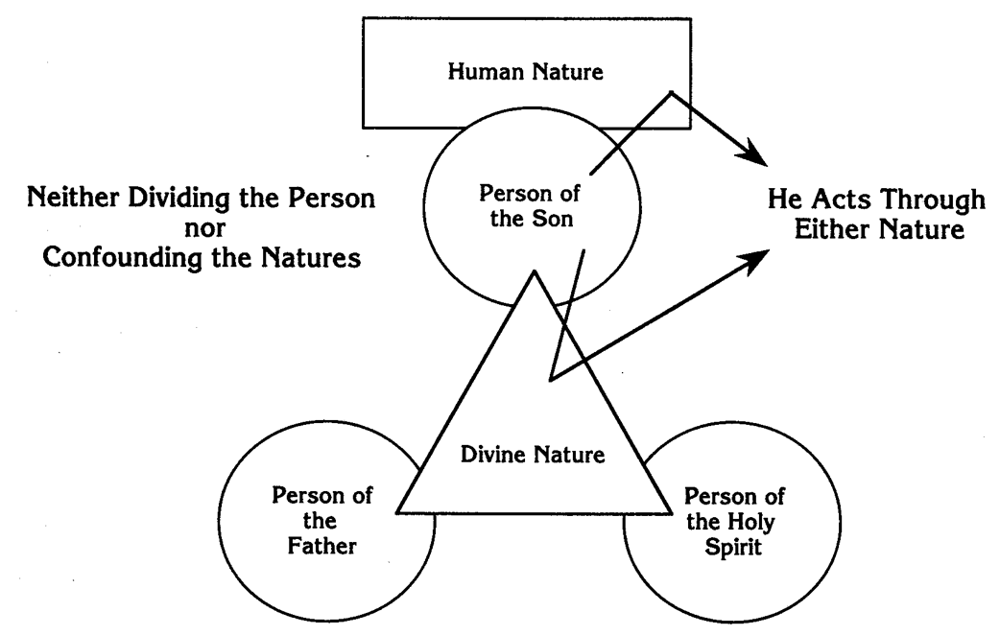 Human Nature
Person of
the Son
Neither Dividing the Person
nor
Confounding the Natures
He Acts Through
Either Nature
Divine Nature
Person of
the
Father
Person of
the Holy
Spirit